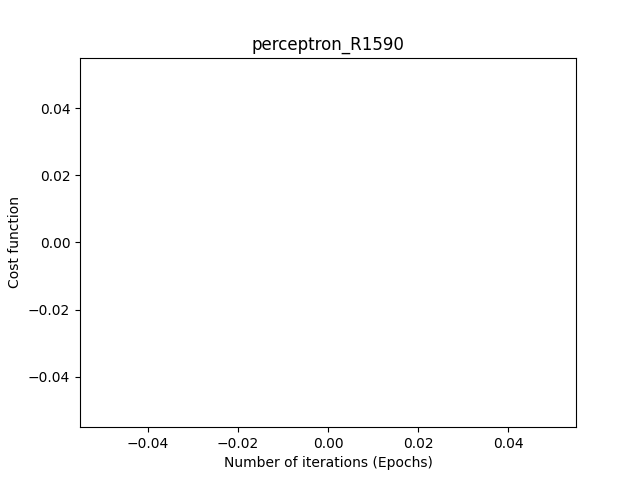 perceptron_R1590
0.04
0.02
0.00
−0.02
−0.04
Cost function
−0.04 −0.02 0.00 0.02 0.04
Number of iterations (Epochs)